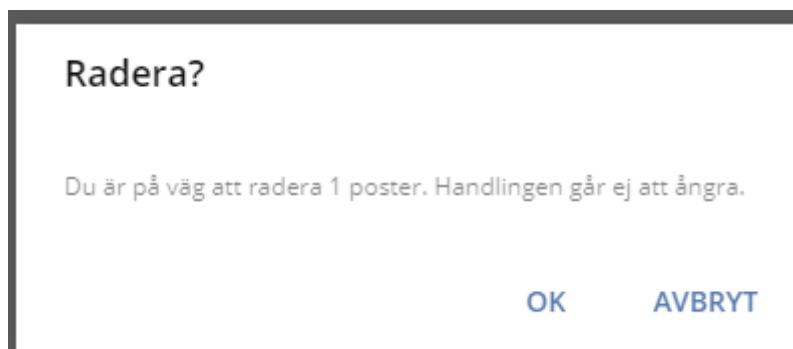 Radera?
Du är på väg att radera 1 poster. Handlingen går ej att ångra.
OK AVBRYT